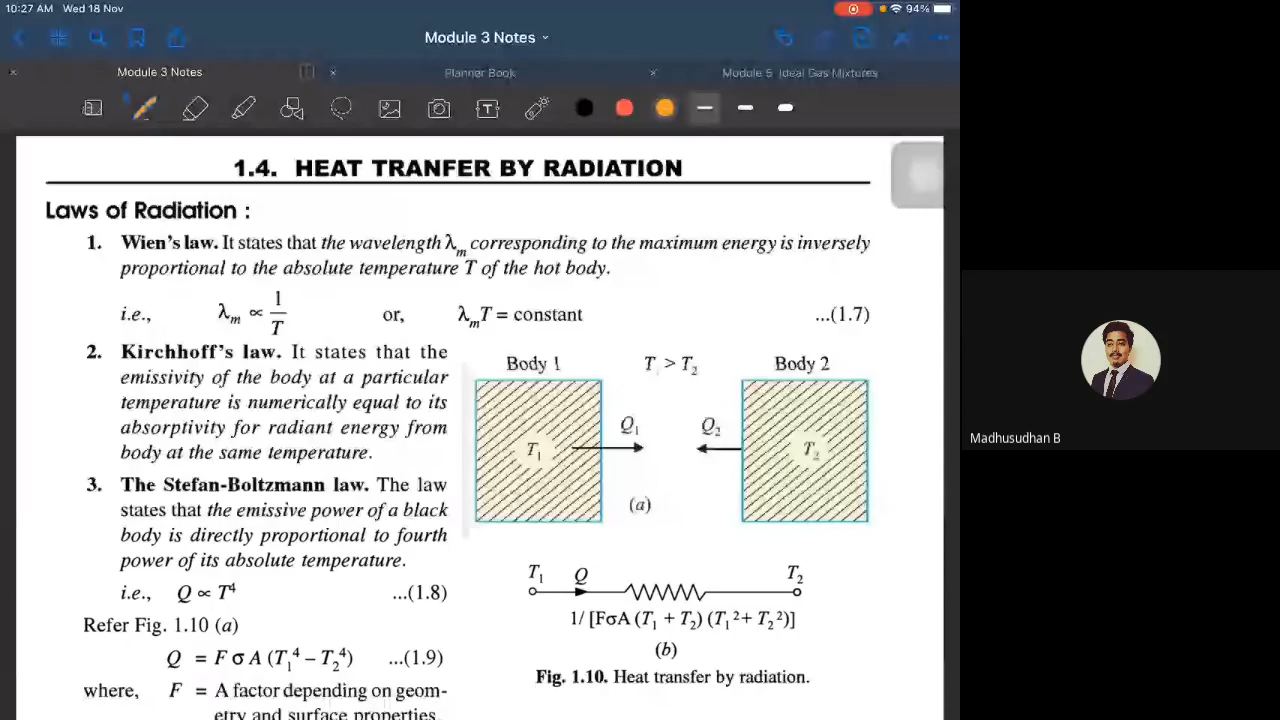 10:27 AM Wed 18 Nov
94%
Module 3 Notes
Module 3 Notes
Planner Book
Module 5 Ideal Gas Mixtures
1.4. HEAT TRANFER BY RADIATION
Laws of Radiation :
1. Wien's law. It states that the wavelength λm corresponding to the maximum energy is inversely
proportional to the absolute temperature T of the hot body.
i.e., λm ∝ 1/T or, λmT = constant ...(1.7)
2. Kirchhoff's law. It states that the
emissivity of the body at a particular
temperature is numerically equal to its
absorptivity for radiant energy from
body at the same temperature.
3. The Stefan-Boltzmann law. The law
states that the emissive power of a black
body is directly proportional to fourth
power of its absolute temperature.
i.e., Q ∝ T⁴ ...(1.8)
Refer Fig. 1.10 (a)
Q = F σ A (T₁⁴ – T₂⁴) ...(1.9)
where, F = A factor depending on geom-
etry and surface properties,
Body 1 T > T₂ Body 2
T₁ Q₁ Q₂ T₂
(a)
T₁ Q T₂
1/ [FσA (T₁ + T₂) (T₁² + T₂²)]
(b)
Fig. 1.10. Heat transfer by radiation.
Madhusudhan B